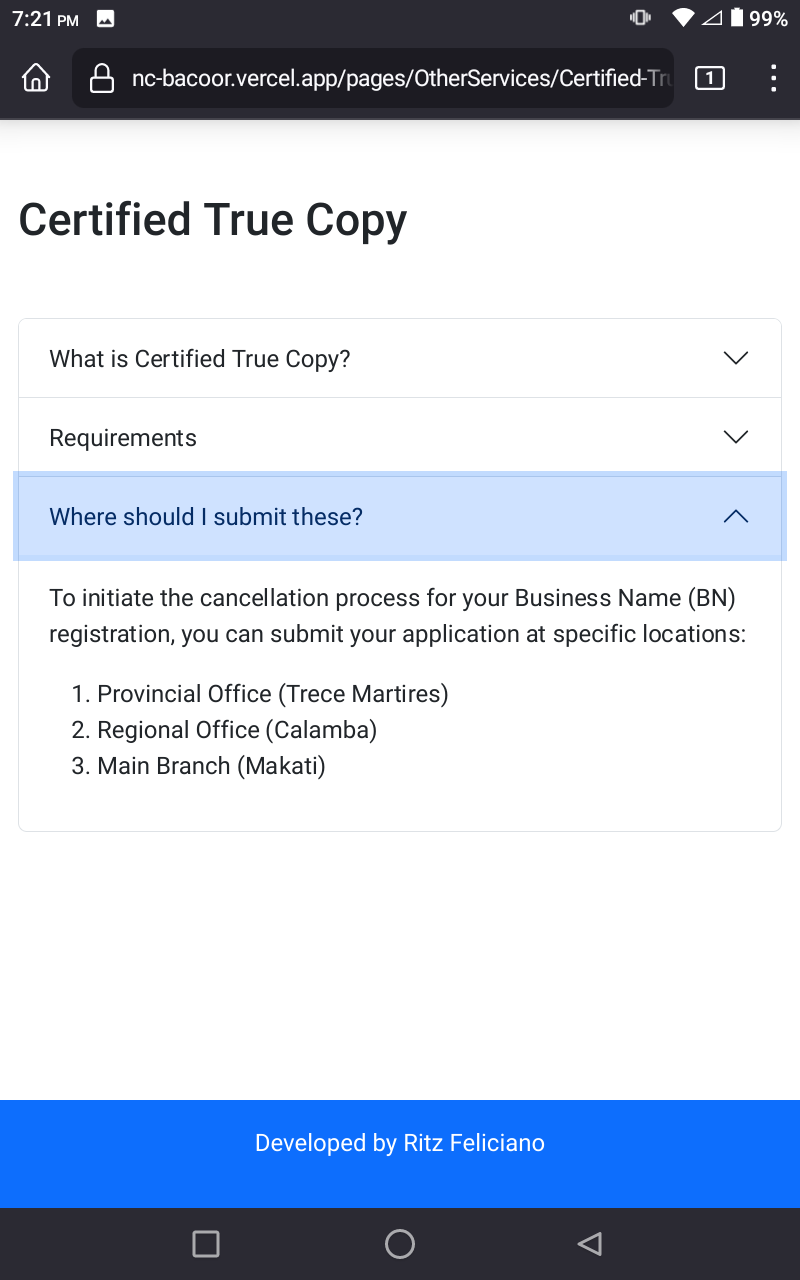 7:21 PM
99%
nc-bacoor.vercel.app/pages/OtherServices/Certified-Tru
1
Certified True Copy
What is Certified True Copy?
Requirements
Where should I submit these?
To initiate the cancellation process for your Business Name (BN)
registration, you can submit your application at specific locations:
1. Provincial Office (Trece Martires)
2. Regional Office (Calamba)
3. Main Branch (Makati)
Developed by Ritz Feliciano